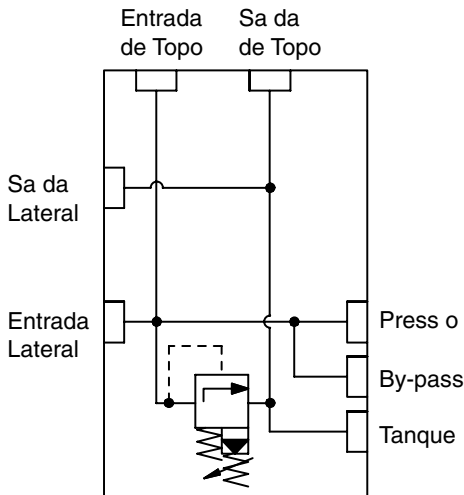 Entrada
de Topo
Sa da
de Topo
Sa da
Lateral
Entrada
Lateral
Press o
By-pass
Tanque